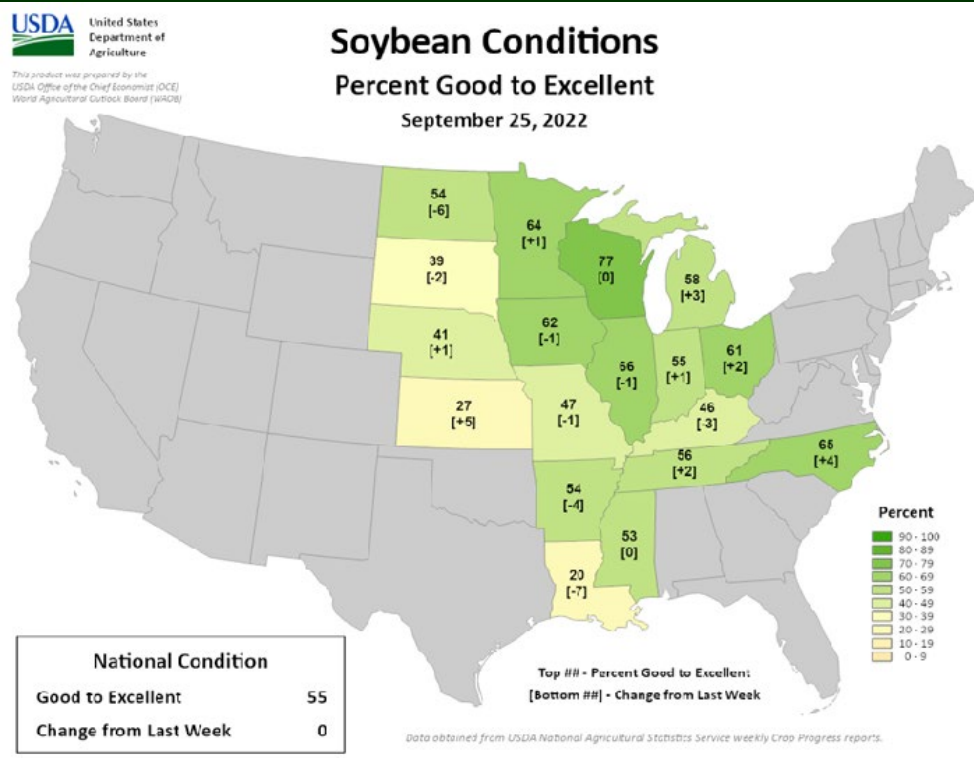 USDA
United States
Department of
Agriculture
This product was prepared by the
USDA Office of the Chief Economist (OCE)
World Agricultural Outlook Board (WAOB)
Soybean Conditions
Percent Good to Excellent
September 25, 2022
54
[-6]
64
[+1]
39
[-2]
77
[0]
58
[+3]
41
[+1]
62
[-1]
66
[-1]
55
[+1]
61
[+2]
27
[+5]
47
[-1]
46
[-3]
56
[+2]
65
[+4]
54
[-4]
53
[0]
20
[-7]
Percent
90 - 100
80 - 89
70 - 79
60 - 69
50 - 59
40 - 49
30 - 39
20 - 29
10 - 19
0 - 9
National Condition
Good to Excellent 55
Change from Last Week 0
Top ## - Percent Good to Excellent
[Bottom ##] - Change from Last Week
Data obtained from USDA National Agricultural Statistics Service weekly Crop Progress reports.